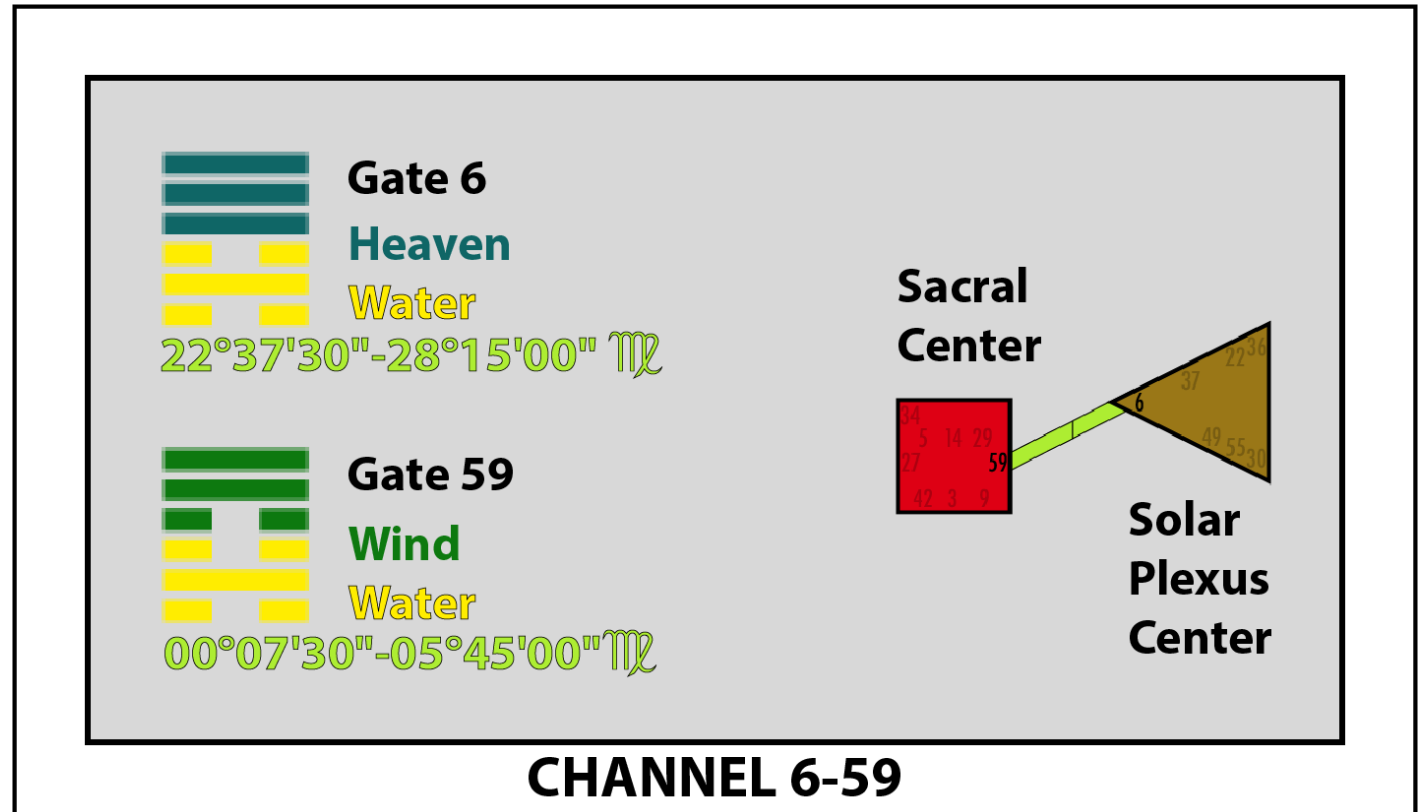 Gate 6
Heaven
Water
22°37'30"-28°15'00" ♍
Gate 59
Wind
Water
00°07'30"-05°45'00"♍
Sacral
Center
34
5 14 29
27 59
42 3 9
36
22
37
6
49
55
30
Solar
Plexus
Center
CHANNEL 6-59